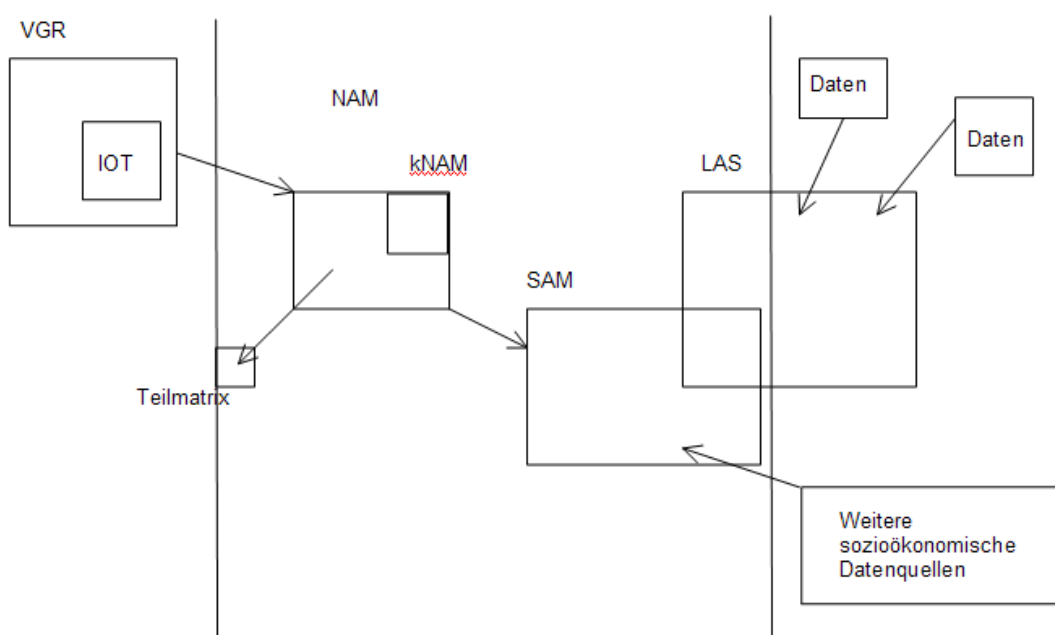 VGR
IOT
NAM
kNAM
Teilmatrix
SAM
LAS
Daten
Daten
Weitere
sozioökonomische
Datenquellen